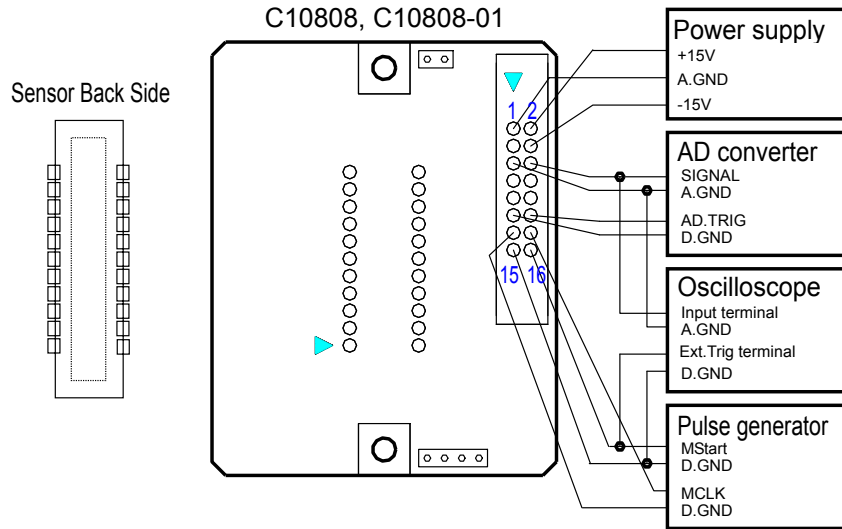 C10808, C10808-01
Sensor Back Side
1 2
15 16
Power supply
+15V
A.GND
-15V
AD converter
SIGNAL
A.GND
AD.TRIG
D.GND
Oscilloscope
Input terminal
A.GND
Ext.Trig terminal
D.GND
Pulse generator
MStart
D.GND
MCLK
D.GND